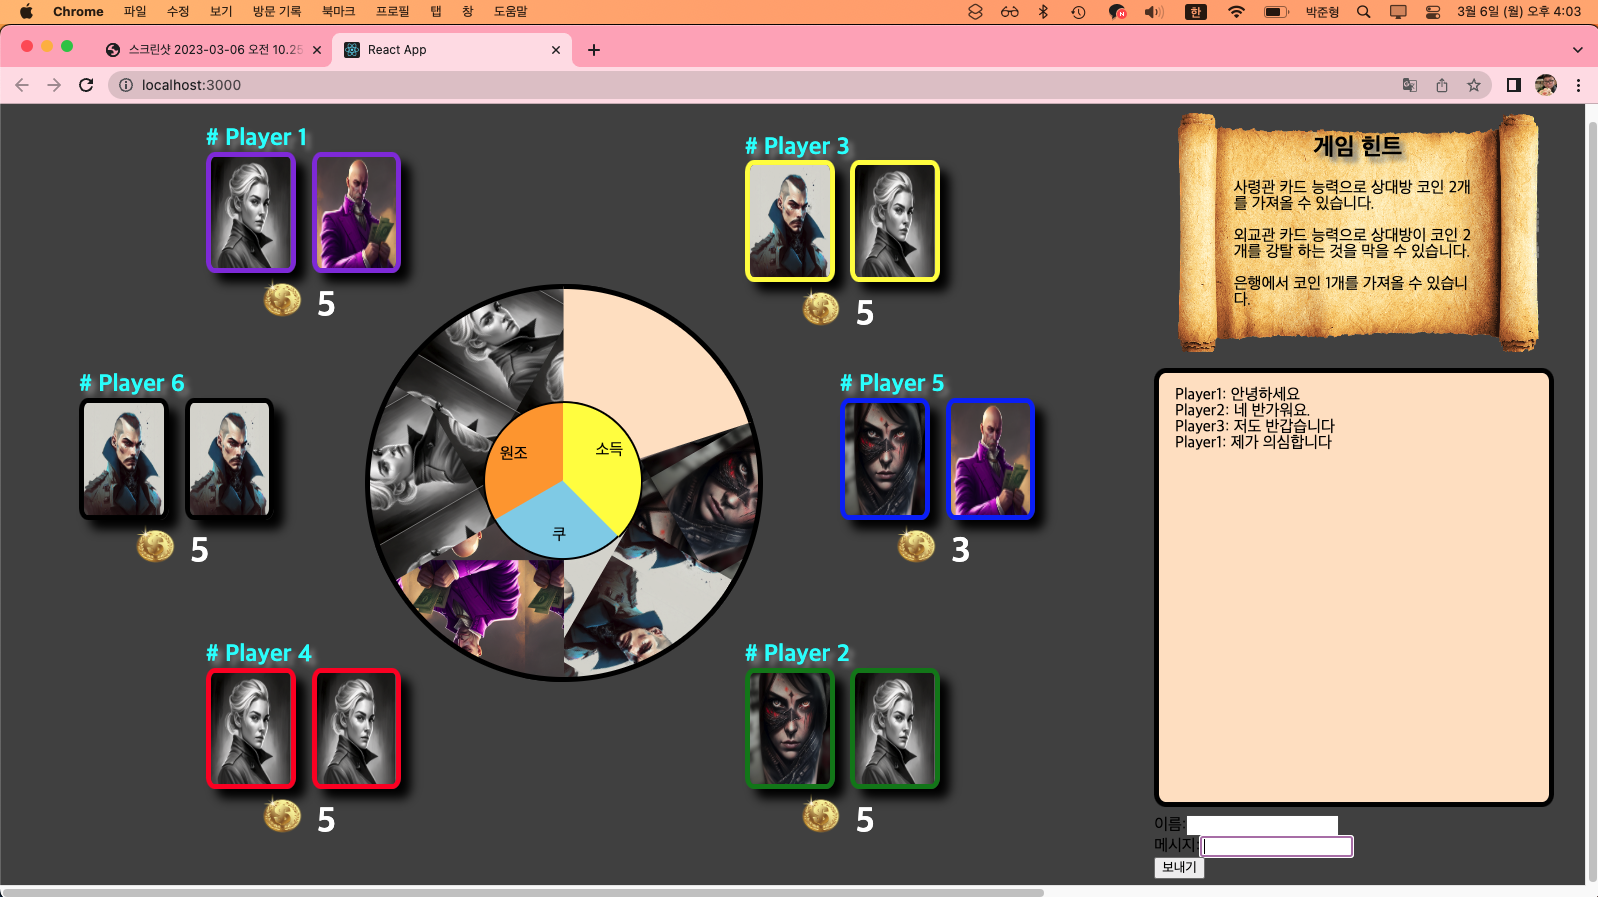 Chrome 파일 수정 보기 방문 기록 북마크 프로필 탭 창 도움말 한 박준형 3월 6일 (월) 오후 4:03
스크린샷 2023-03-06 오전 10.25 React App
localhost:3000
# Player 1
5
# Player 3
5
# Player 6
5
# Player 5
3
# Player 4
5
# Player 2
5
원조
소득
쿠
게임 힌트
사령관 카드 능력으로 상대방 코인 2개
를 가져올 수 있습니다.
외교관 카드 능력으로 상대방이 코인 2
개를 강탈 하는 것을 막을 수 있습니다.
은행에서 코인 1개를 가져올 수 있습니
다.
Player1: 안녕하세요
Player2: 네 반가워요.
Player3: 저도 반갑습니다
Player1: 제가 의심합니다
이름:
메시지:
보내기